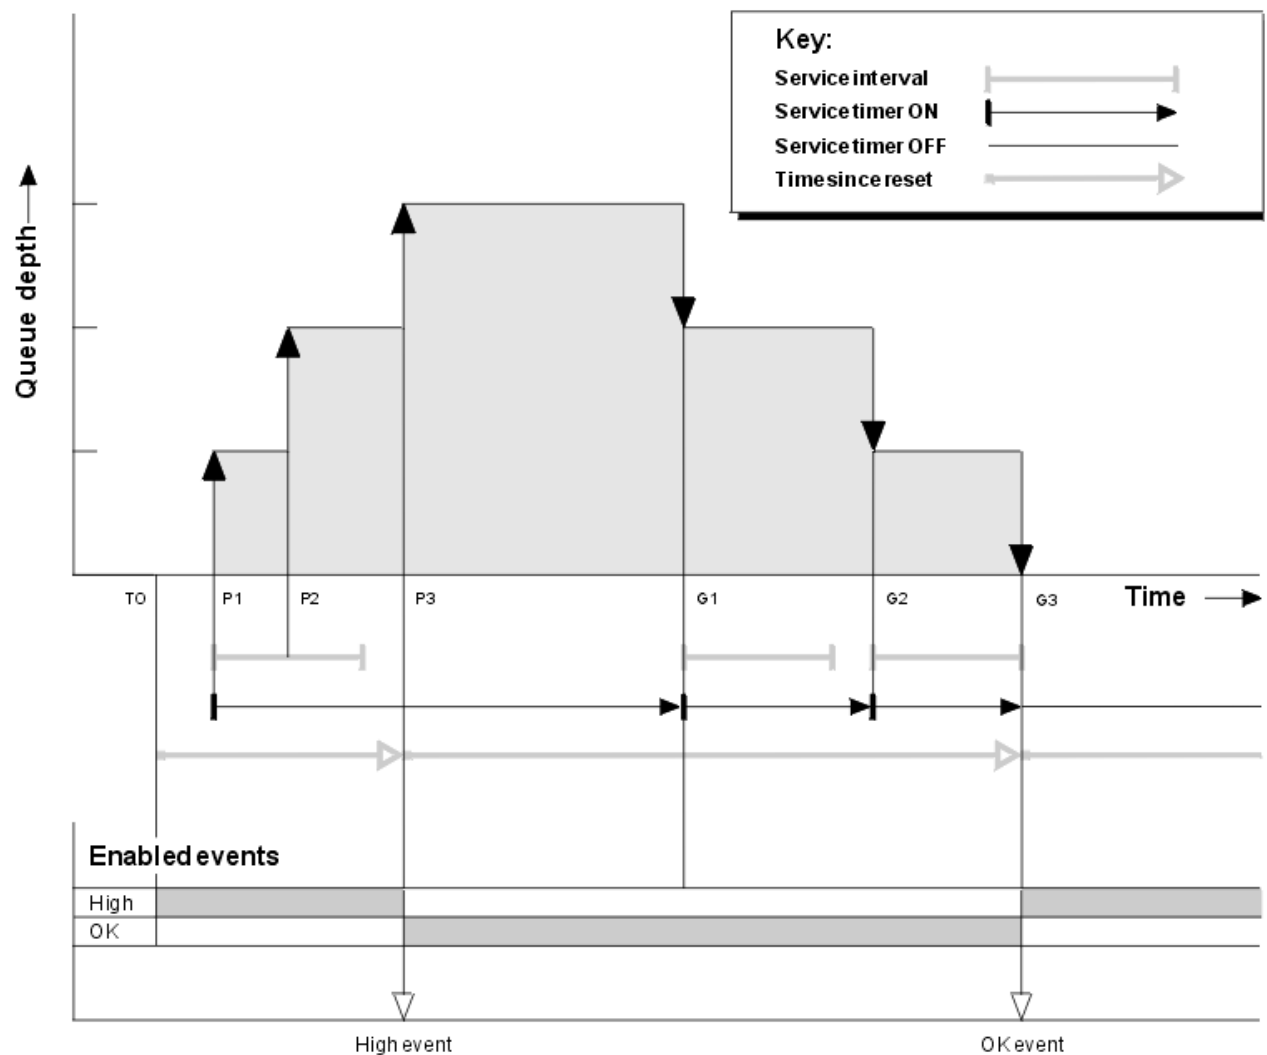 Key:
Service interval
Service timer ON
Service timer OFF
Time since reset
Queue depth
T0
P1
P2
P3
G1
G2
G3
Time
Enabled events
High
OK
High event
OK event